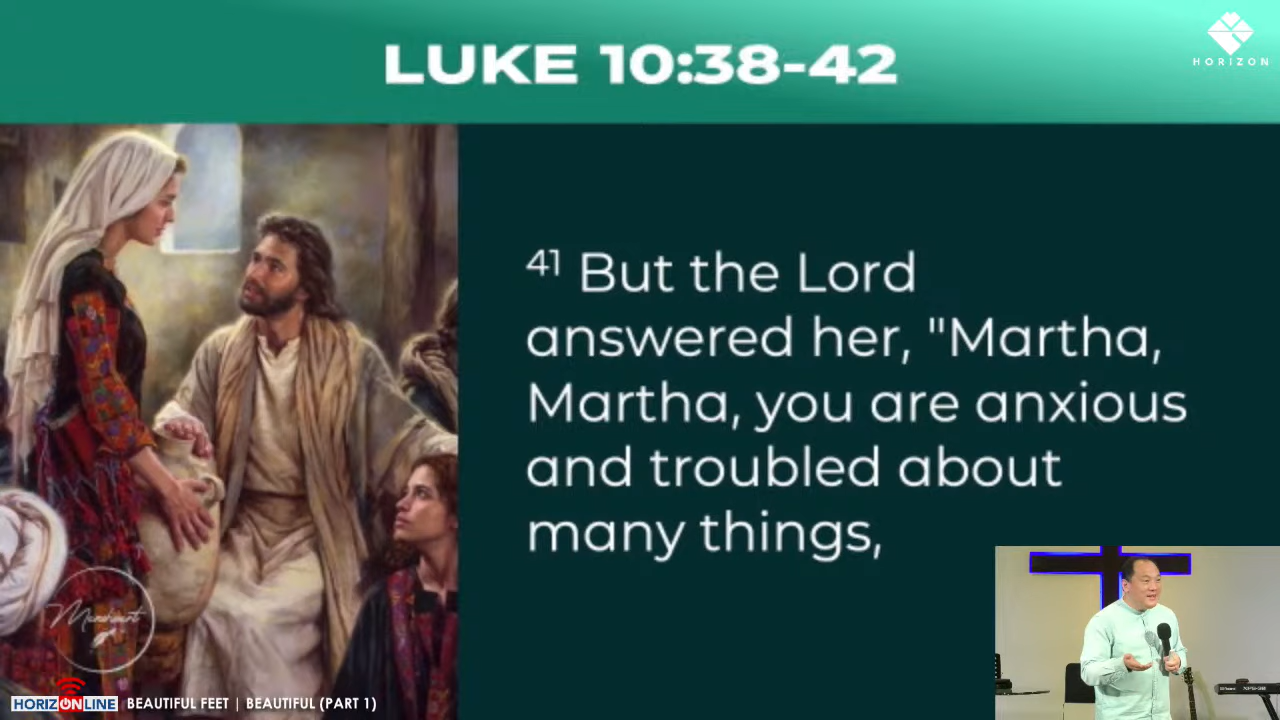 LUKE 10:38-42
HORIZON
41 But the Lord
answered her, "Martha,
Martha, you are anxious
and troubled about
many things,
HORIZONLINE BEAUTIFUL FEET | BEAUTIFUL (PART 1)